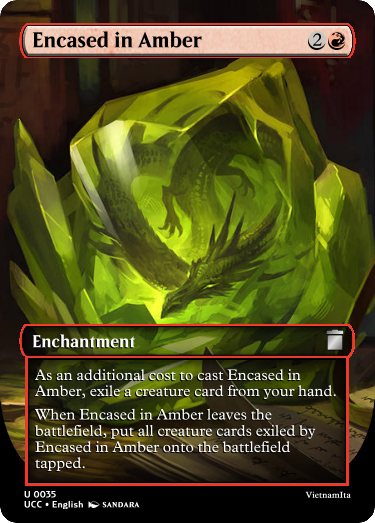 Encased in Amber 2
Enchantment
As an additional cost to cast Encased in
Amber, exile a creature card from your hand.
When Encased in Amber leaves the
battlefield, put all creature cards exiled by
Encased in Amber onto the battlefield
tapped.
U 0035
VietnamIta
UCC • English SANDARA